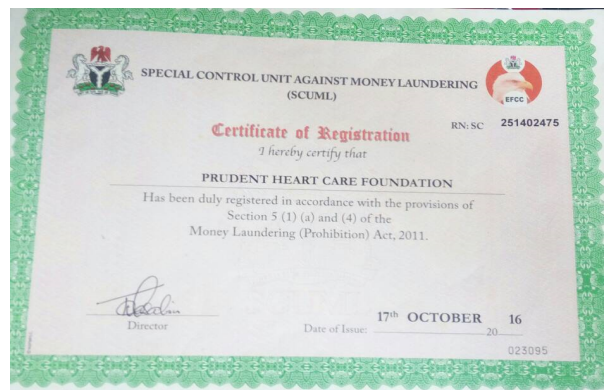 SPECIAL CONTROL UNIT AGAINST MONEY LAUNDERING
(SCUML)
EFCC
RN: SC 251402475
Certificate of Registration
I hereby certify that
PRUDENT HEART CARE FOUNDATION
Has been duly registered in accordance with the provisions of
Section 5 (1) (a) and (4) of the
Money Laundering (Prohibition) Act, 2011.
Director
Date of Issue: 17th OCTOBER 20 16
023095